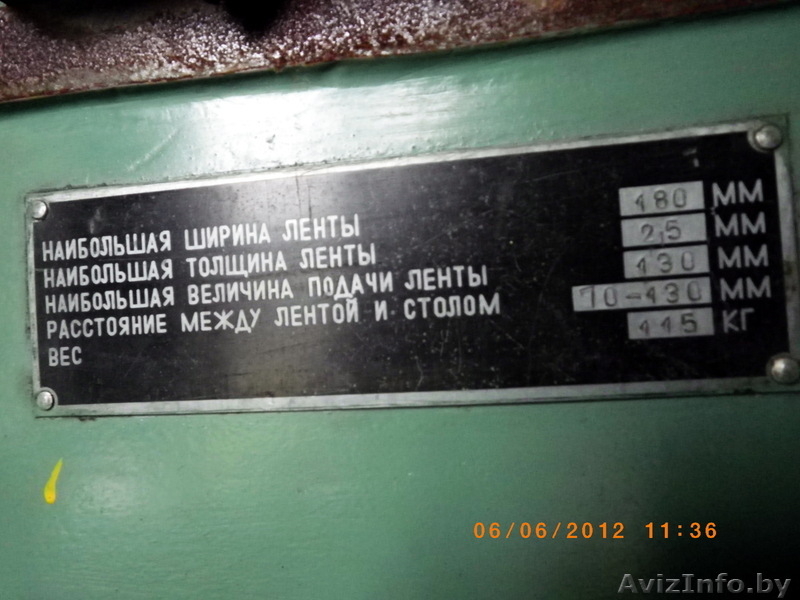 НАИБОЛЬШАЯ ШИРИНА ЛЕНТЫ 180 ММ
НАИБОЛЬШАЯ ТОЛЩИНА ЛЕНТЫ 2,5 ММ
НАИБОЛЬШАЯ ВЕЛИЧИНА ПОДАЧИ ЛЕНТЫ 130 ММ
РАССТОЯНИЕ МЕЖДУ ЛЕНТОЙ И СТОЛОМ 70-130 ММ
ВЕС 115 КГ
06/06/2012 11:36
AvizInfo.by